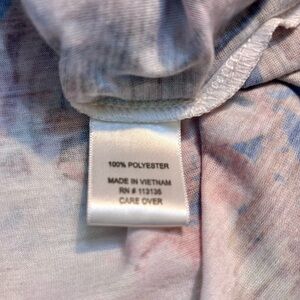 100% POLYESTER
MADE IN VIETNAM
RN # 113135
CARE OVER